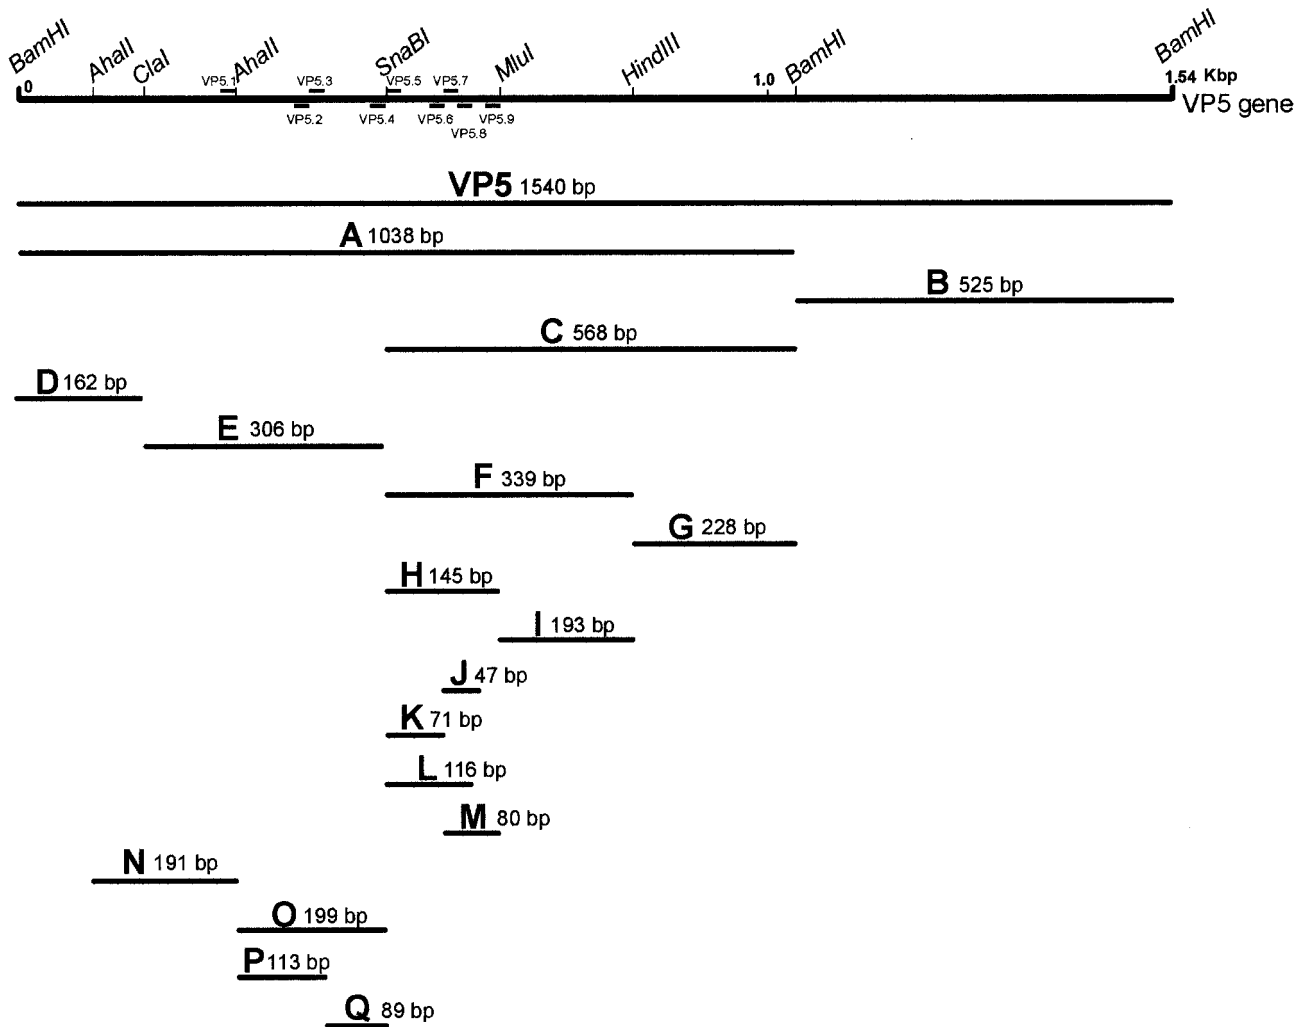 BamHI AhaII ClaI AhaII SnaBI MluI HindIII BamHI BamHI
0 1.0 1.54 Kbp
VP5.1 VP5.3 VP5.5 VP5.7
VP5 gene
VP5.2 VP5.4 VP5.6 VP5.9
VP5.8
VP5 1540 bp
A 1038 bp
B 525 bp
C 568 bp
D 162 bp
E 306 bp
F 339 bp
G 228 bp
H 145 bp
I 193 bp
J 47 bp
K 71 bp
L 116 bp
M 80 bp
N 191 bp
O 199 bp
P 113 bp
Q 89 bp